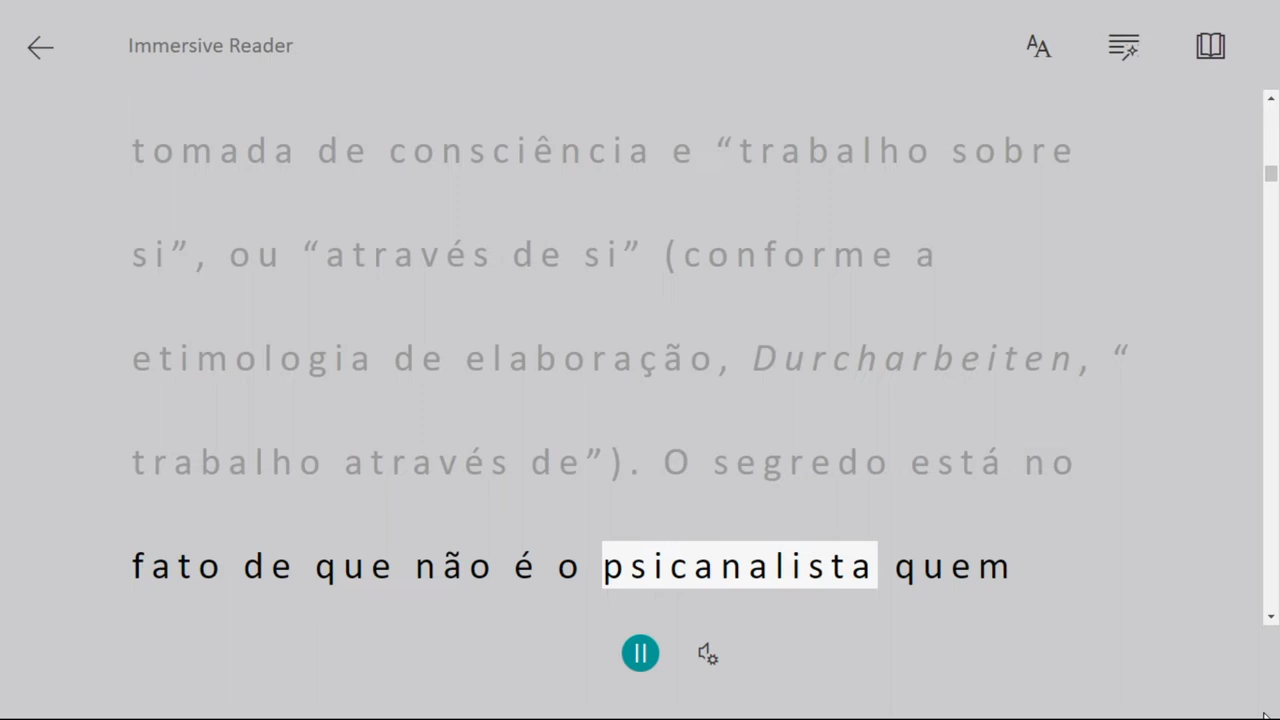 Immersive Reader
tomada de consciência e “trabalho sobre
si”, ou “através de si” (conforme a
etimologia de elaboração, Durcharbeiten, “
trabalho através de”). O segredo está no
fato de que não é o psicanalista quem